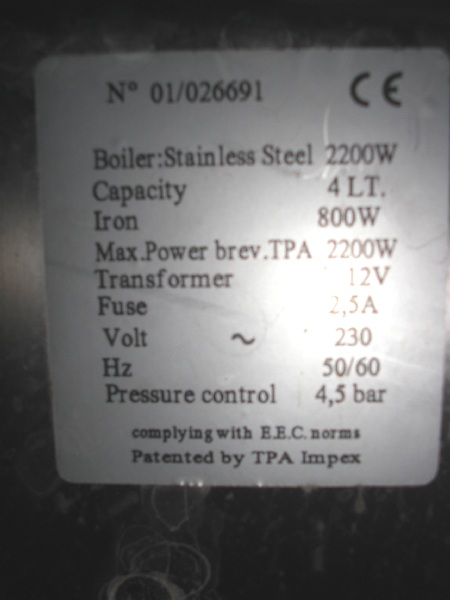 N° 01/026691 CE
Boiler:Stainless Steel 2200W
Capacity 4 LT.
Iron 800W
Max.Power brev.TPA 2200W
Transformer 12V
Fuse 2,5A
Volt ~ 230
Hz 50/60
Pressure control 4,5 bar
complying with E.E.C. norms
Patented by TPA Impex